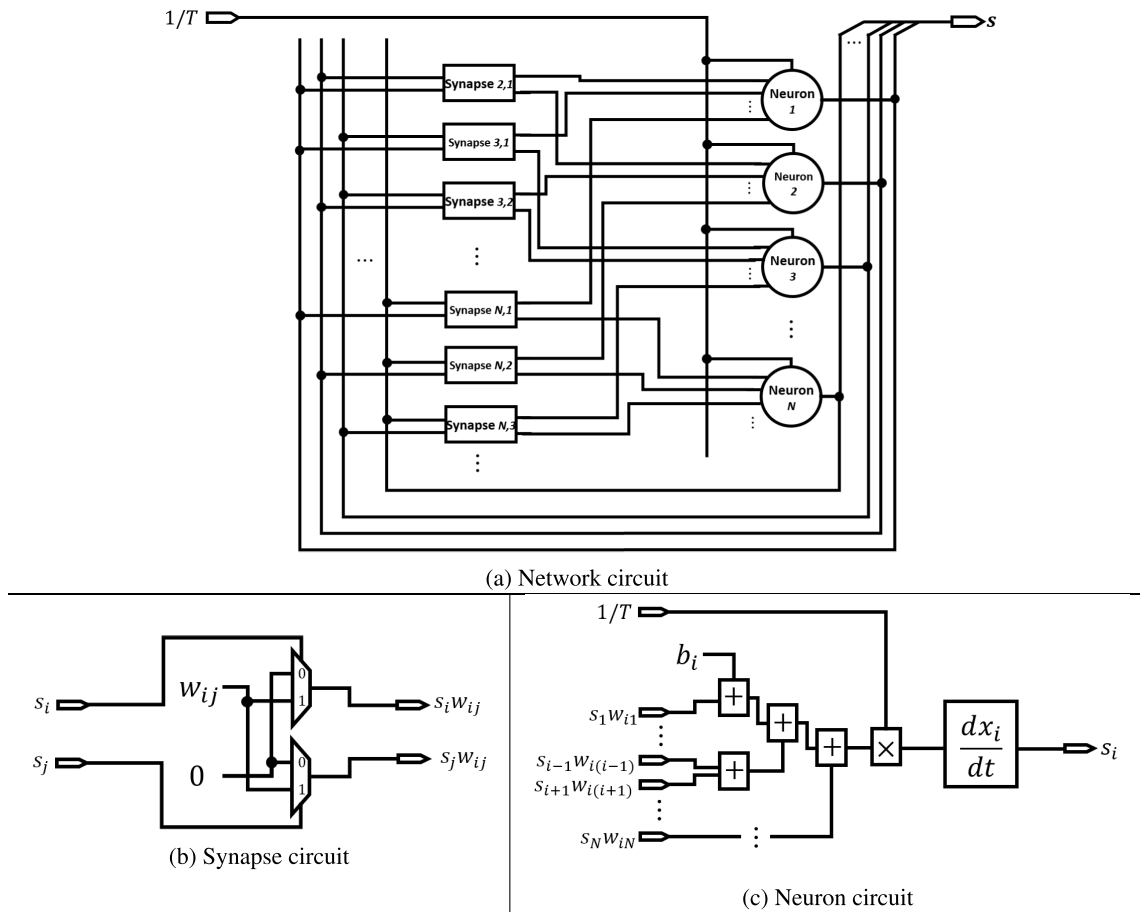 1/T
s
...
Synapse 2,1
Neuron
1
Synapse 3,1
Neuron
2
Synapse 3,2
Neuron
3
...
Synapse N,1
Synapse N,2
Neuron
N
Synapse N,3
(a) Network circuit
s_i
s_j
w_ij
0
0
1
0
1
s_i w_ij
s_j w_ij
(b) Synapse circuit
1/T
b_i
+
s_1 w_i1
+
+
×
dx_i
dt
s_i
s_{i−1} w_{i(i−1)}
+
s_{i+1} w_{i(i+1)}
s_N w_iN
(c) Neuron circuit